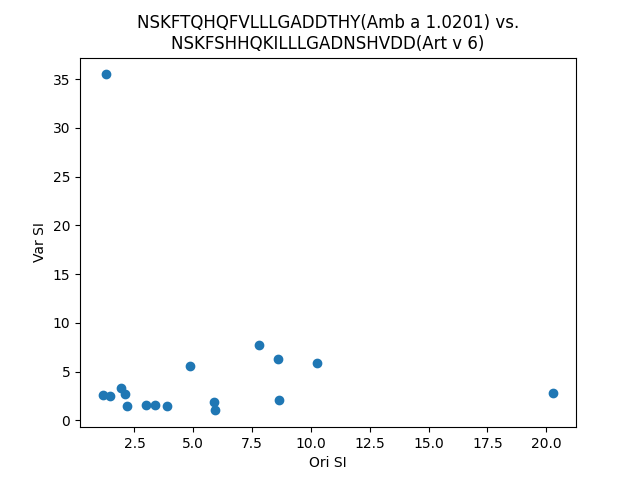 NSKFTQHQFVLLLGADDTHY(Amb a 1.0201) vs.
NSKFSHHQKILLLGADNSHVDD(Art v 6)
35
30
25
20
15
10
5
0
Var SI
2.5 5.0 7.5 10.0 12.5 15.0 17.5 20.0
Ori SI